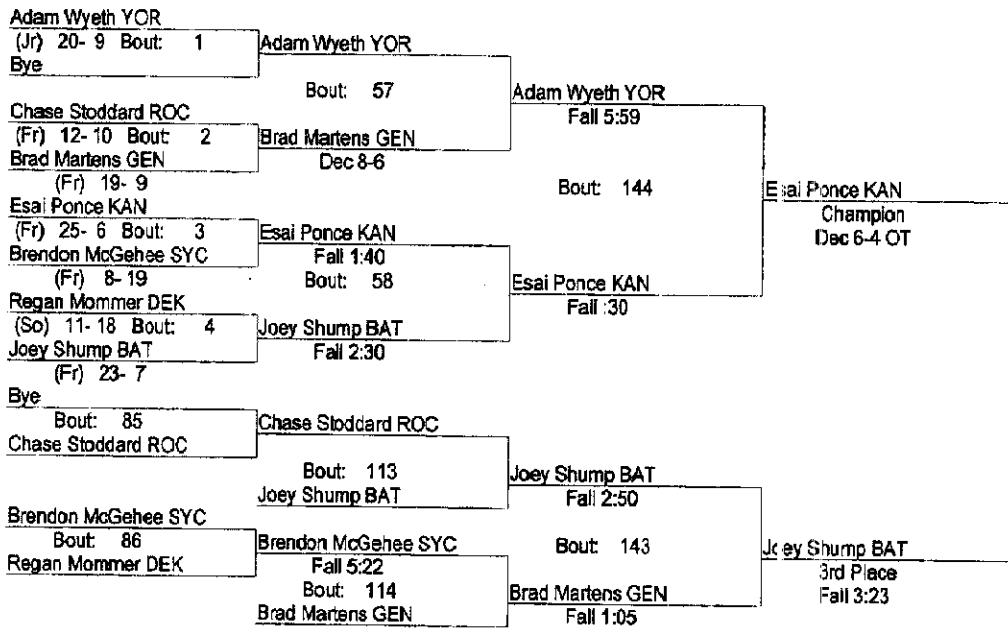 Adam Wyeth YOR
(Jr) 20- 9 Bout: 1
Bye
Adam Wyeth YOR
Bout: 57
Chase Stoddard ROC
(Fr) 12- 10 Bout: 2
Brad Martens GEN
(Fr) 19- 9
Brad Martens GEN
Dec 8-6
Adam Wyeth YOR
Fall 5:59
Bout: 144
Esai Ponce KAN
(Fr) 25- 6 Bout: 3
Brendon McGehee SYC
(Fr) 8- 19
Esai Ponce KAN
Fall 1:40
Bout: 58
Regan Mommer DEK
(So) 11- 18 Bout: 4
Joey Shump BAT
(Fr) 23- 7
Joey Shump BAT
Fall 2:30
Esai Ponce KAN
Fall :30
Esai Ponce KAN
Champion
Dec 6-4 OT
Bye
Bout: 85
Chase Stoddard ROC
Chase Stoddard ROC
Bout: 113
Joey Shump BAT
Joey Shump BAT
Fall 2:50
Bout: 143
Brendon McGehee SYC
Bout: 86
Regan Mommer DEK
Brendon McGehee SYC
Fall 5:22
Bout: 114
Brad Martens GEN
Brad Martens GEN
Fall 1:05
Joey Shump BAT
3rd Place
Fall 3:23